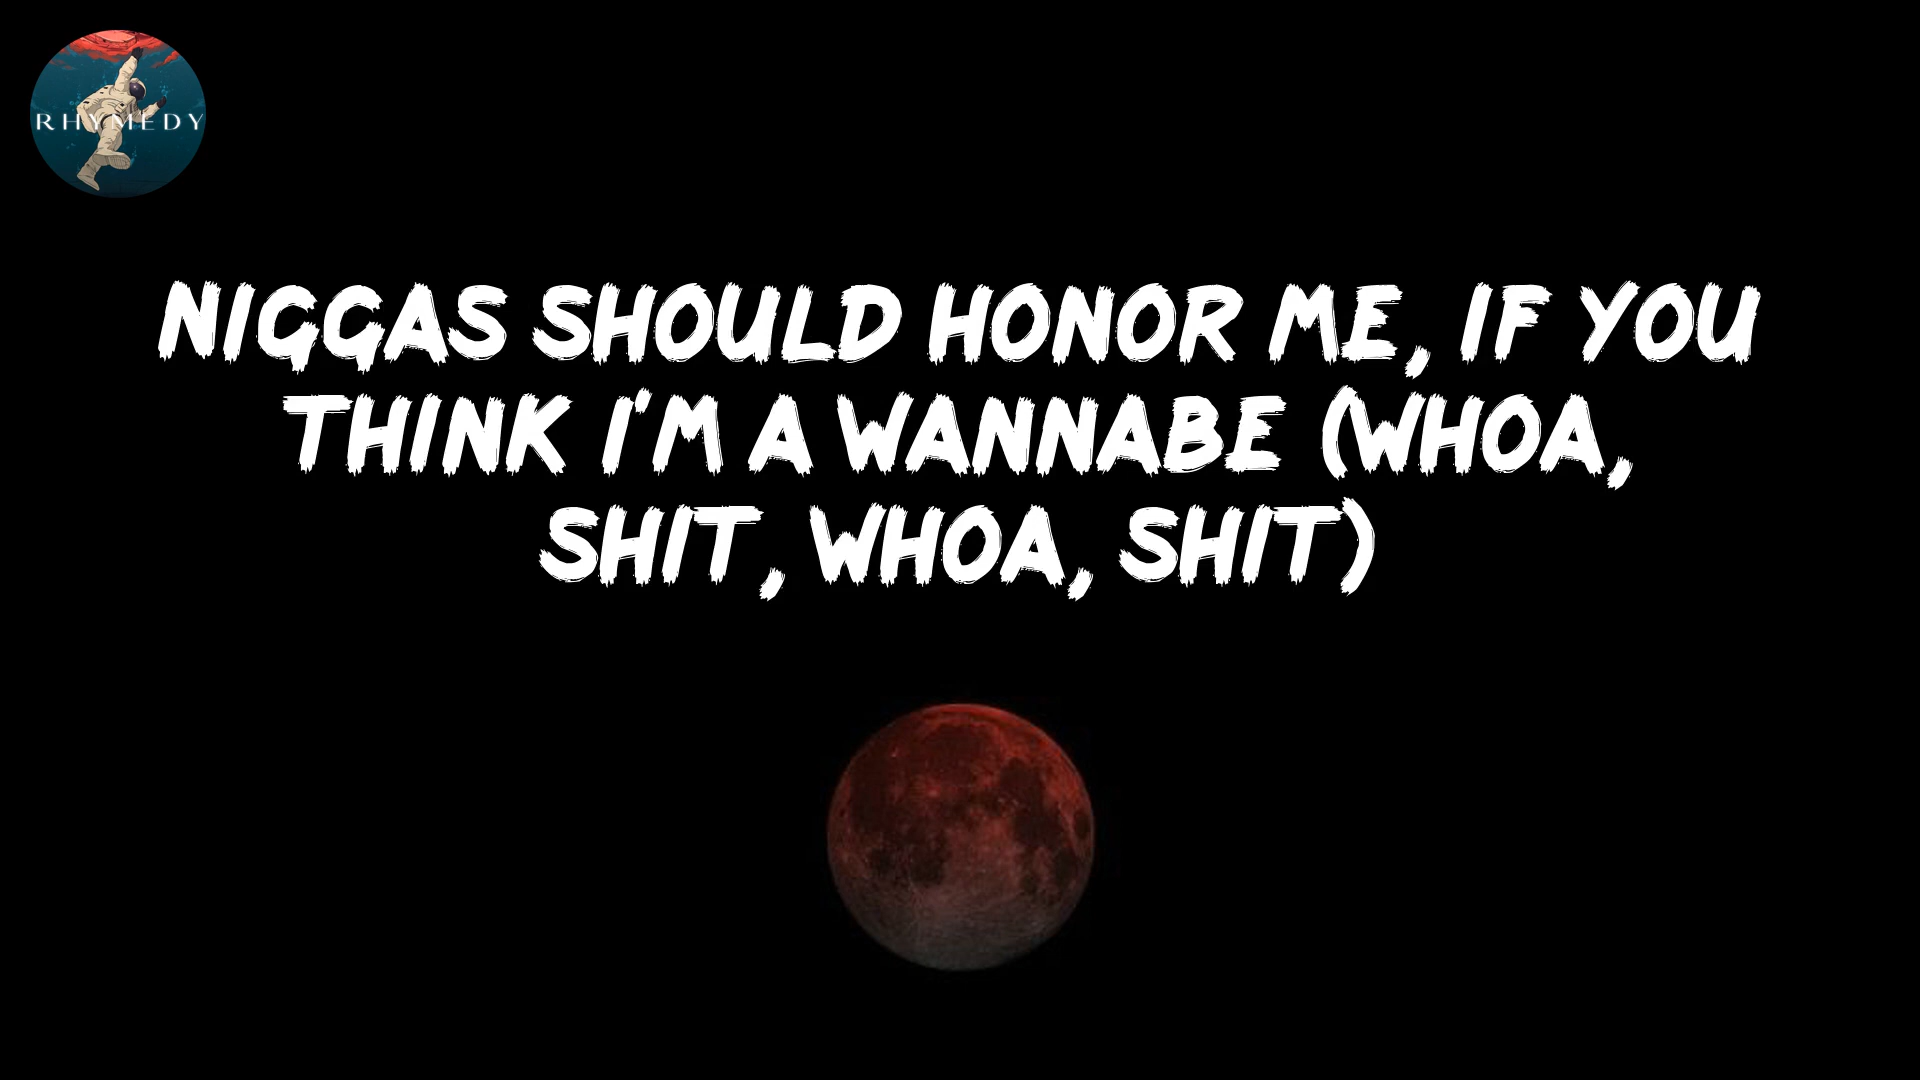 RHYMEDY
NIGGAS SHOULD HONOR ME, IF YOU
THINK I'M A WANNABE (WHOA,
SHIT, WHOA, SHIT)